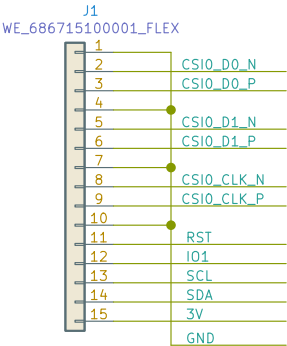 J1
WE_686715100001_FLEX
1
2 CSI0_D0_N
3 CSI0_D0_P
4
5 CSI0_D1_N
6 CSI0_D1_P
7
8 CSI0_CLK_N
9 CSI0_CLK_P
10
11 RST
12 IO1
13 SCL
14 SDA
15 3V
GND